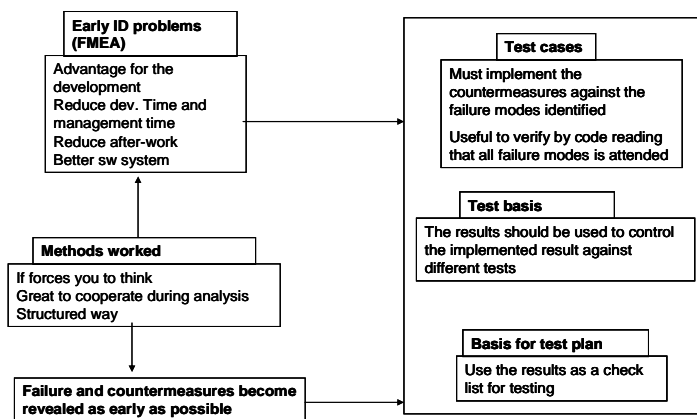 Early ID problems
(FMEA)
Advantage for the
development
Reduce dev. Time and
management time
Reduce after-work
Better sw system
Methods worked
If forces you to think
Great to cooperate during analysis
Structured way
Failure and countermeasures become
revealed as early as possible
Test cases
Must implement the
countermeasures against the
failure modes identified
Useful to verify by code reading
that all failure modes is attended
Test basis
The results should be used to control
the implemented result against
different tests
Basis for test plan
Use the results as a check
list for testing